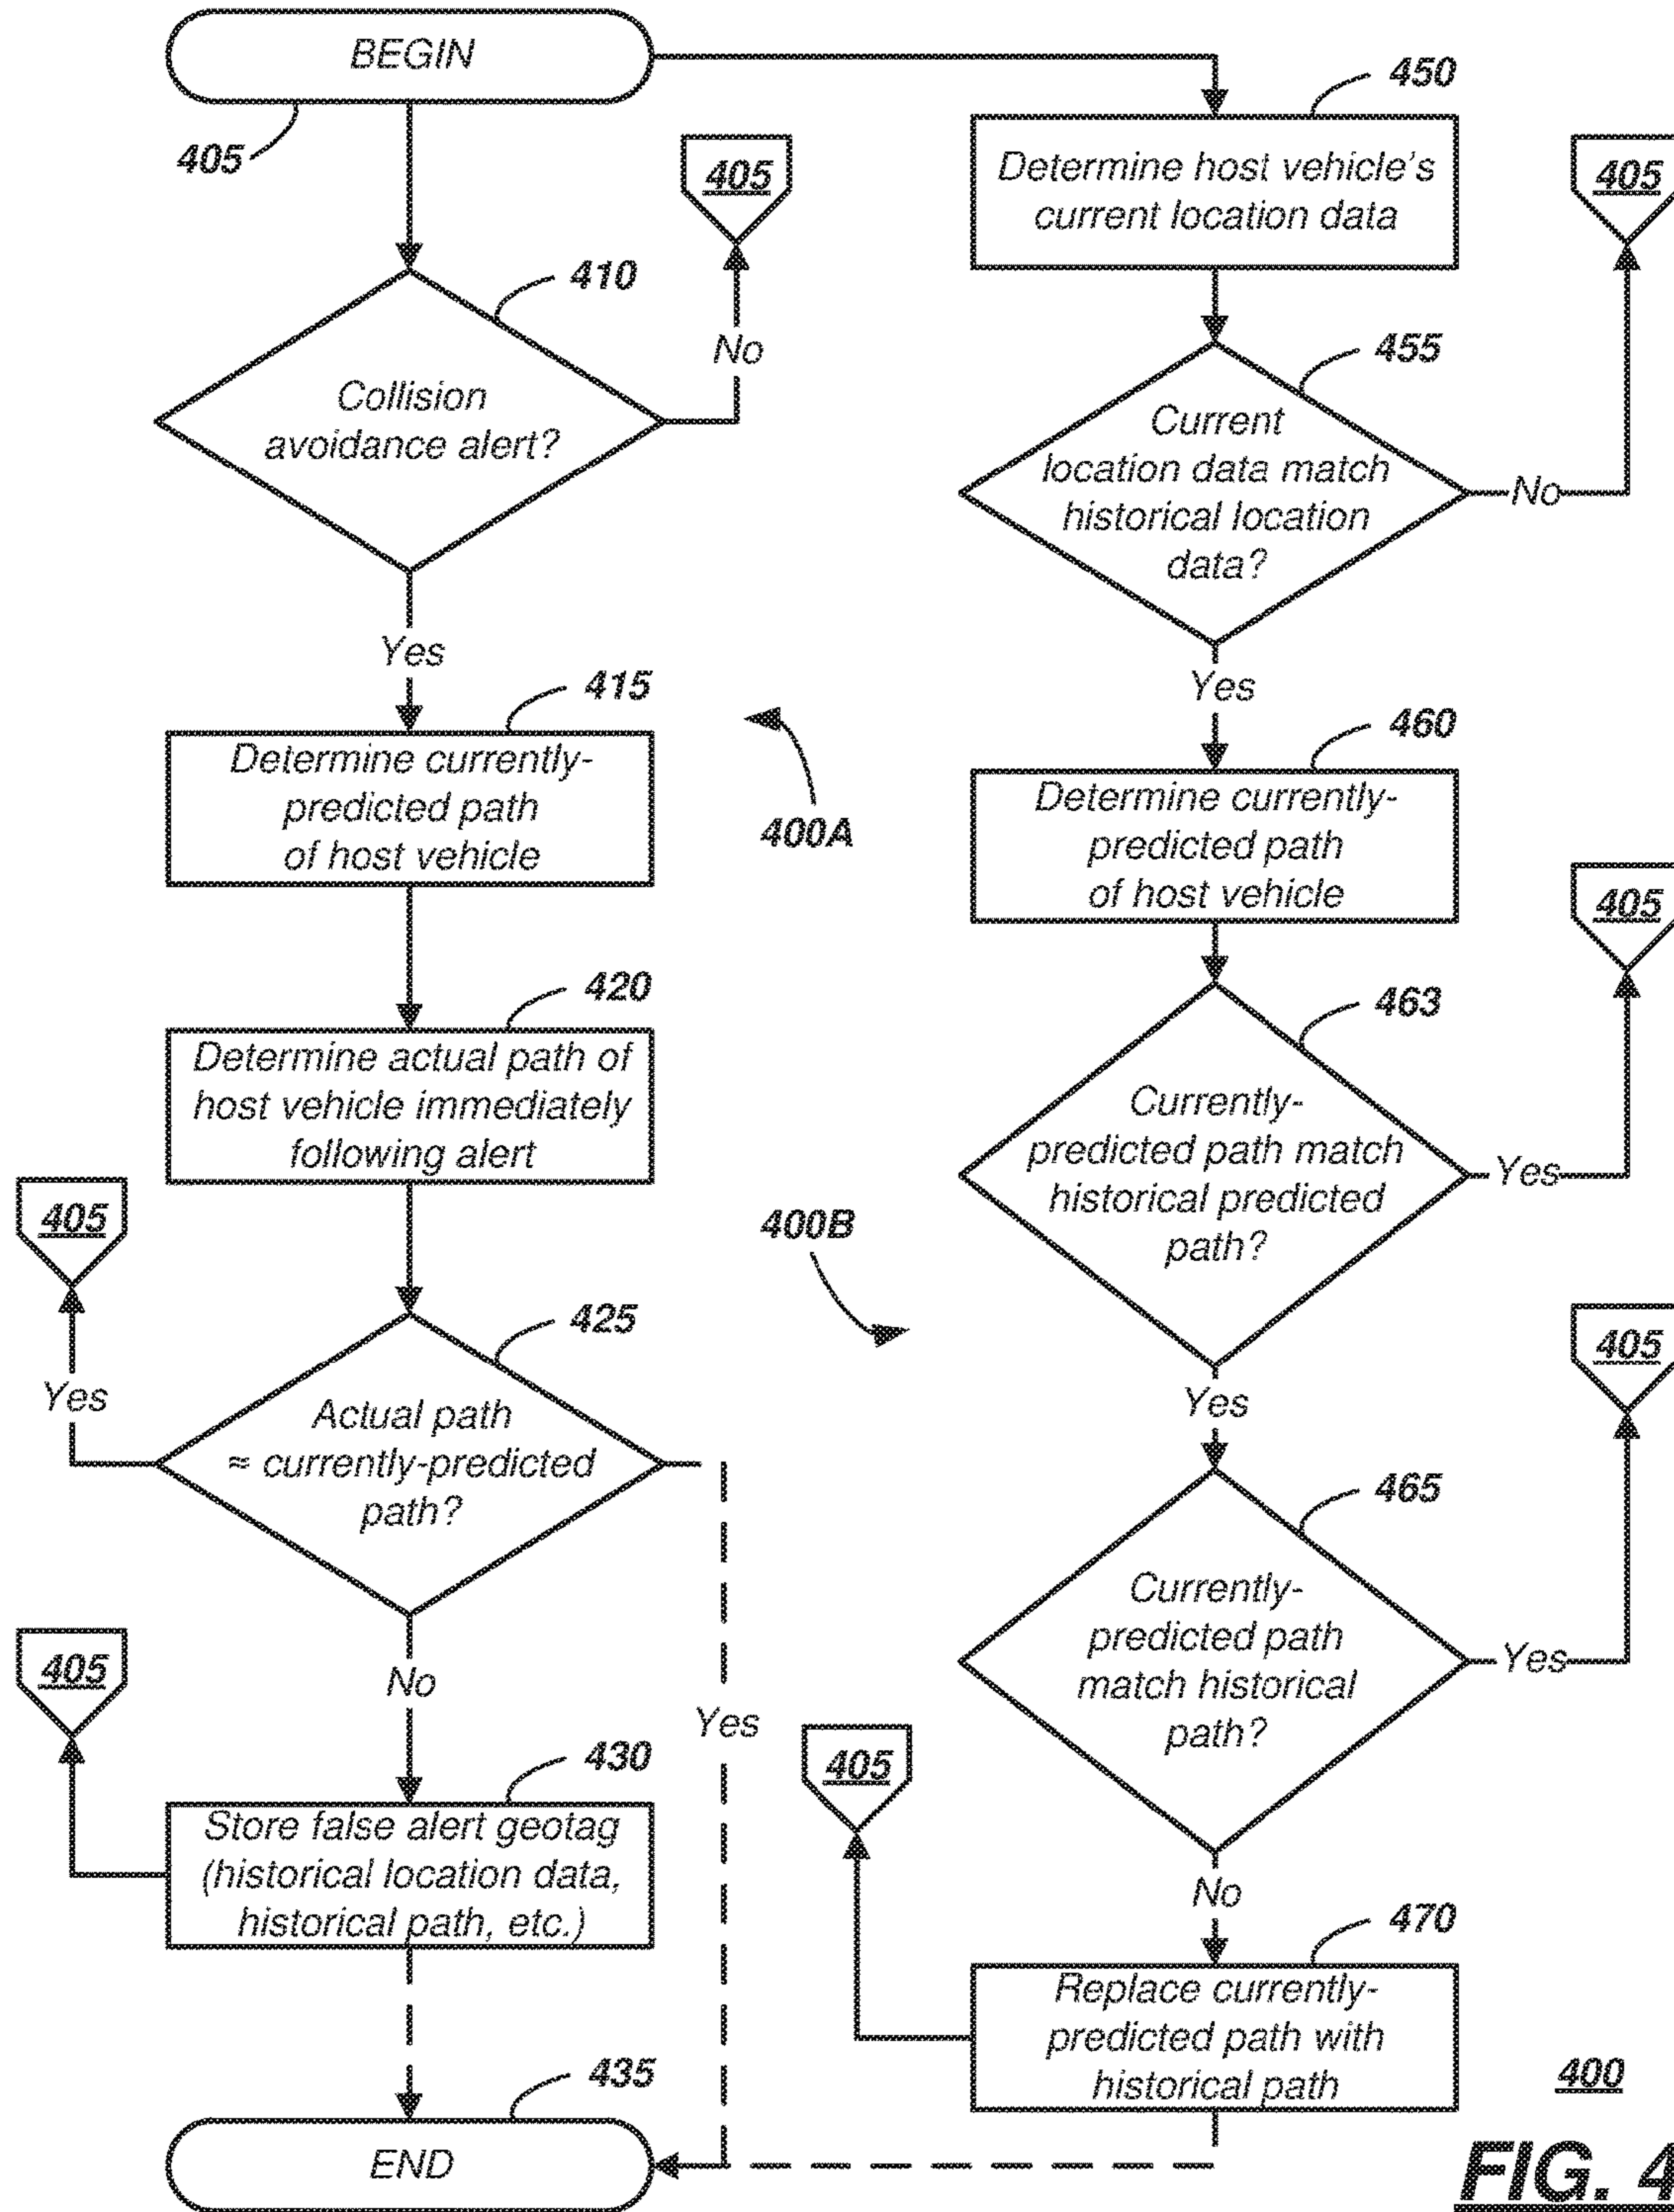 BEGIN
405
450
Determine host vehicle's
current location data
405
405
410
Collision
avoidance alert?
No
455
Current
location data match
historical location
data?
No
Yes
Yes
415
Determine currently-
predicted path
of host vehicle
400A
460
Determine currently-
predicted path
of host vehicle
405
420
Determine actual path of
host vehicle immediately
following alert
463
Currently-
predicted path match
historical predicted
path?
Yes
405
400B
405
425
Actual path
≈ currently-predicted
path?
Yes
Yes
465
Currently-
predicted path
match historical
path?
Yes
405
No
Yes
405
430
Store false alert geotag
(historical location data,
historical path, etc.)
No
470
Replace currently-
predicted path with
historical path
435
END
400
FIG. 4